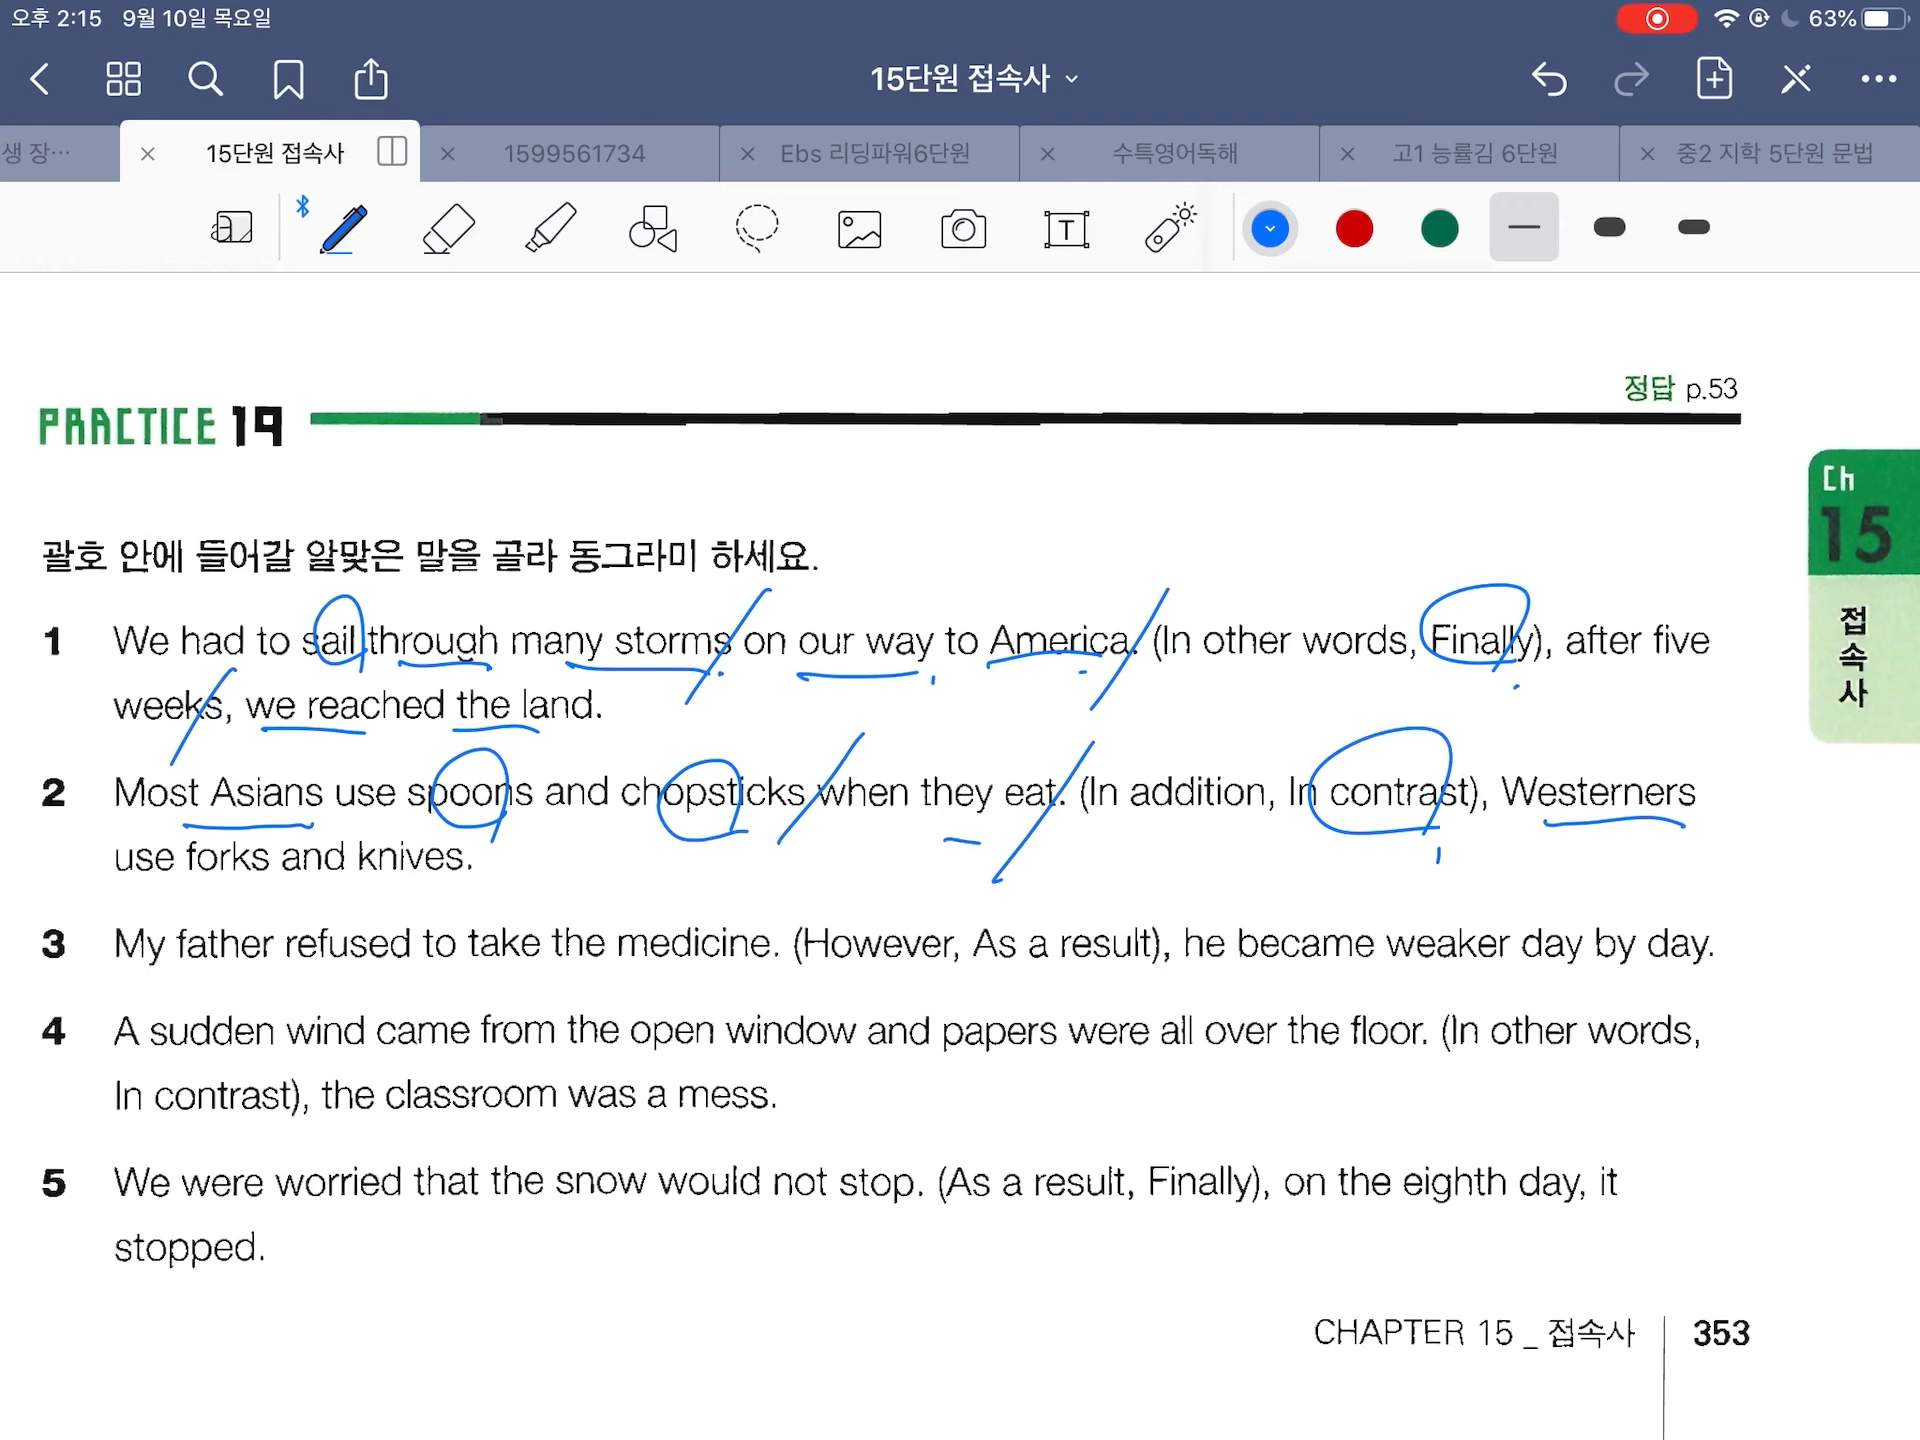 오후 2:15 9월 10일 목요일 63%
15단원 접속사
생 장… 15단원 접속사 1599561734 Ebs 리딩파워6단원 수특영어독해 고1 능률김 6단원 중2 지학 5단원 문법
정답 p.53
PRACTICE 19
Ch
15
접속사
괄호 안에 들어갈 알맞은 말을 골라 동그라미 하세요.
1 We had to sail through many storms on our way to America. (In other words, Finally), after five
weeks, we reached the land.
2 Most Asians use spoons and chopsticks when they eat. (In addition, In contrast), Westerners
use forks and knives.
3 My father refused to take the medicine. (However, As a result), he became weaker day by day.
4 A sudden wind came from the open window and papers were all over the floor. (In other words,
In contrast), the classroom was a mess.
5 We were worried that the snow would not stop. (As a result, Finally), on the eighth day, it
stopped.
CHAPTER 15 _ 접속사 353